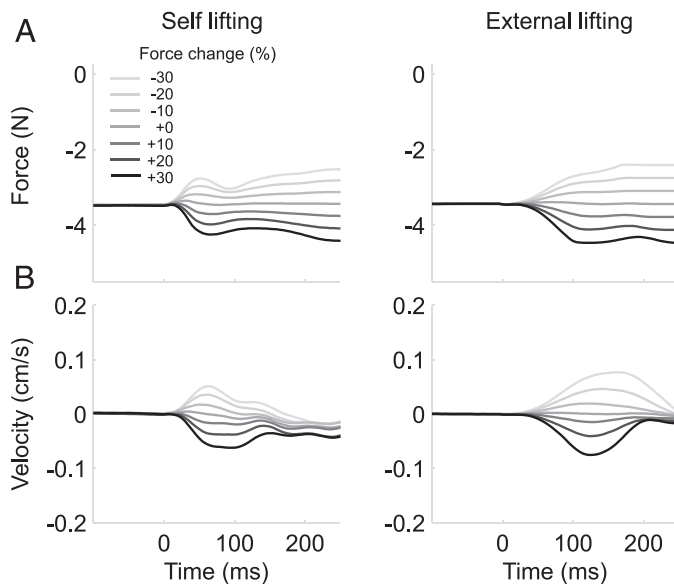 A
Self lifting
External lifting
Force change (%)
-30
-20
-10
+0
+10
+20
+30
Force (N)
0
-2
-4
0
-2
-4
B
Velocity (cm/s)
0.2
0.1
0
-0.1
-0.2
0.2
0.1
0
-0.1
-0.2
0 100 200
0 100 200
Time (ms)
Time (ms)